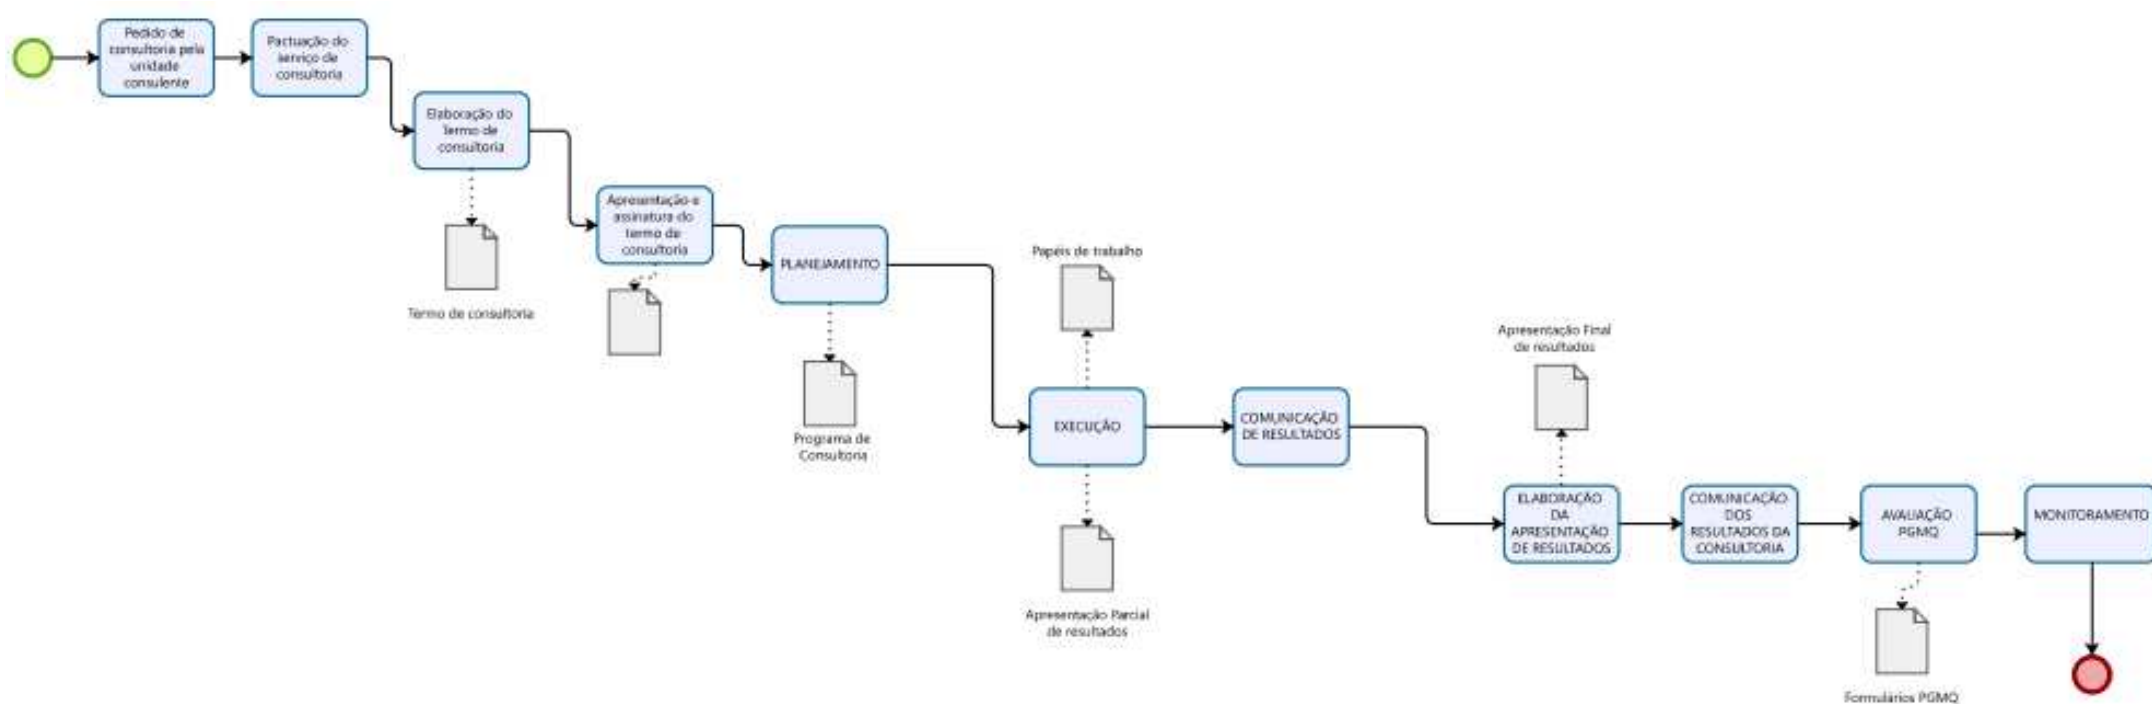 Pedido de
consultoria pela
unidade
consulente
Pactuação do
serviço de
consultoria
Elaboração do
Termo de
consultoria
Termo de consultoria
Apresentação e
assinatura do
termo de
consultoria
PLANEJAMENTO
Programa de
Consultoria
Papéis de trabalho
EXECUÇÃO
Apresentação Parcial
de resultados
COMUNICAÇÃO
DE RESULTADOS
Apresentação Final
de resultados
ELABORAÇÃO
DA
APRESENTAÇÃO
DE RESULTADOS
COMUNICAÇÃO
DOS
RESULTADOS DA
CONSULTORIA
AVALIAÇÃO
PGMQ
Formulários PGMQ
MONITORAMENTO